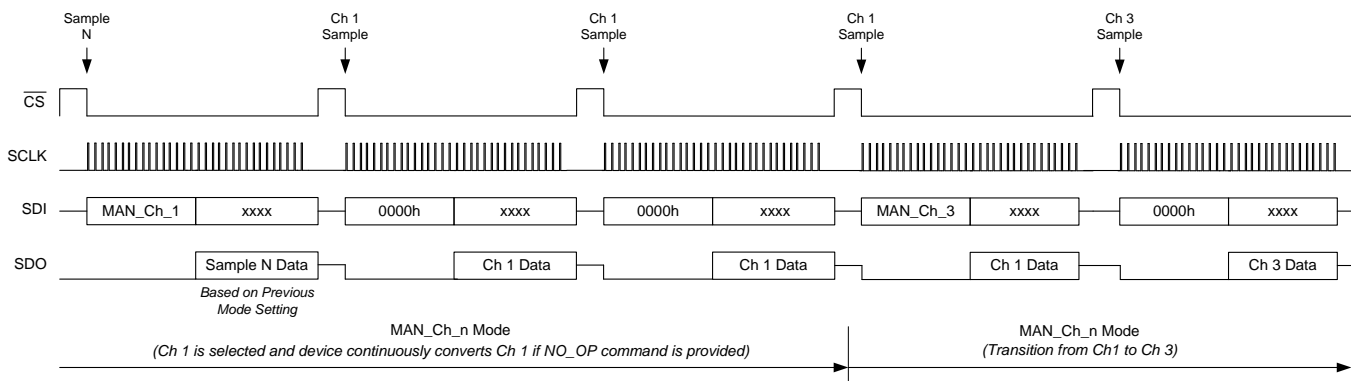 Sample
N
Ch 1
Sample
Ch 1
Sample
Ch 1
Sample
Ch 3
Sample
CS
SCLK
SDI
MAN_Ch_1
xxxx
0000h
xxxx
0000h
xxxx
MAN_Ch_3
xxxx
0000h
xxxx
SDO
Sample N Data
Ch 1 Data
Ch 1 Data
Ch 1 Data
Ch 3 Data
Based on Previous
Mode Setting
MAN_Ch_n Mode
(Ch 1 is selected and device continuously converts Ch 1 if NO_OP command is provided)
MAN_Ch_n Mode
(Transition from Ch1 to Ch 3)